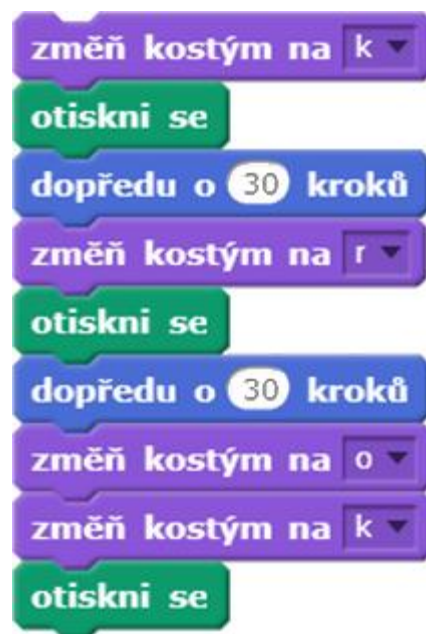 změň kostým na k
otiskni se
dopředu o 30 kroků
změň kostým na r
otiskni se
dopředu o 30 kroků
změň kostým na o
změň kostým na k
otiskni se